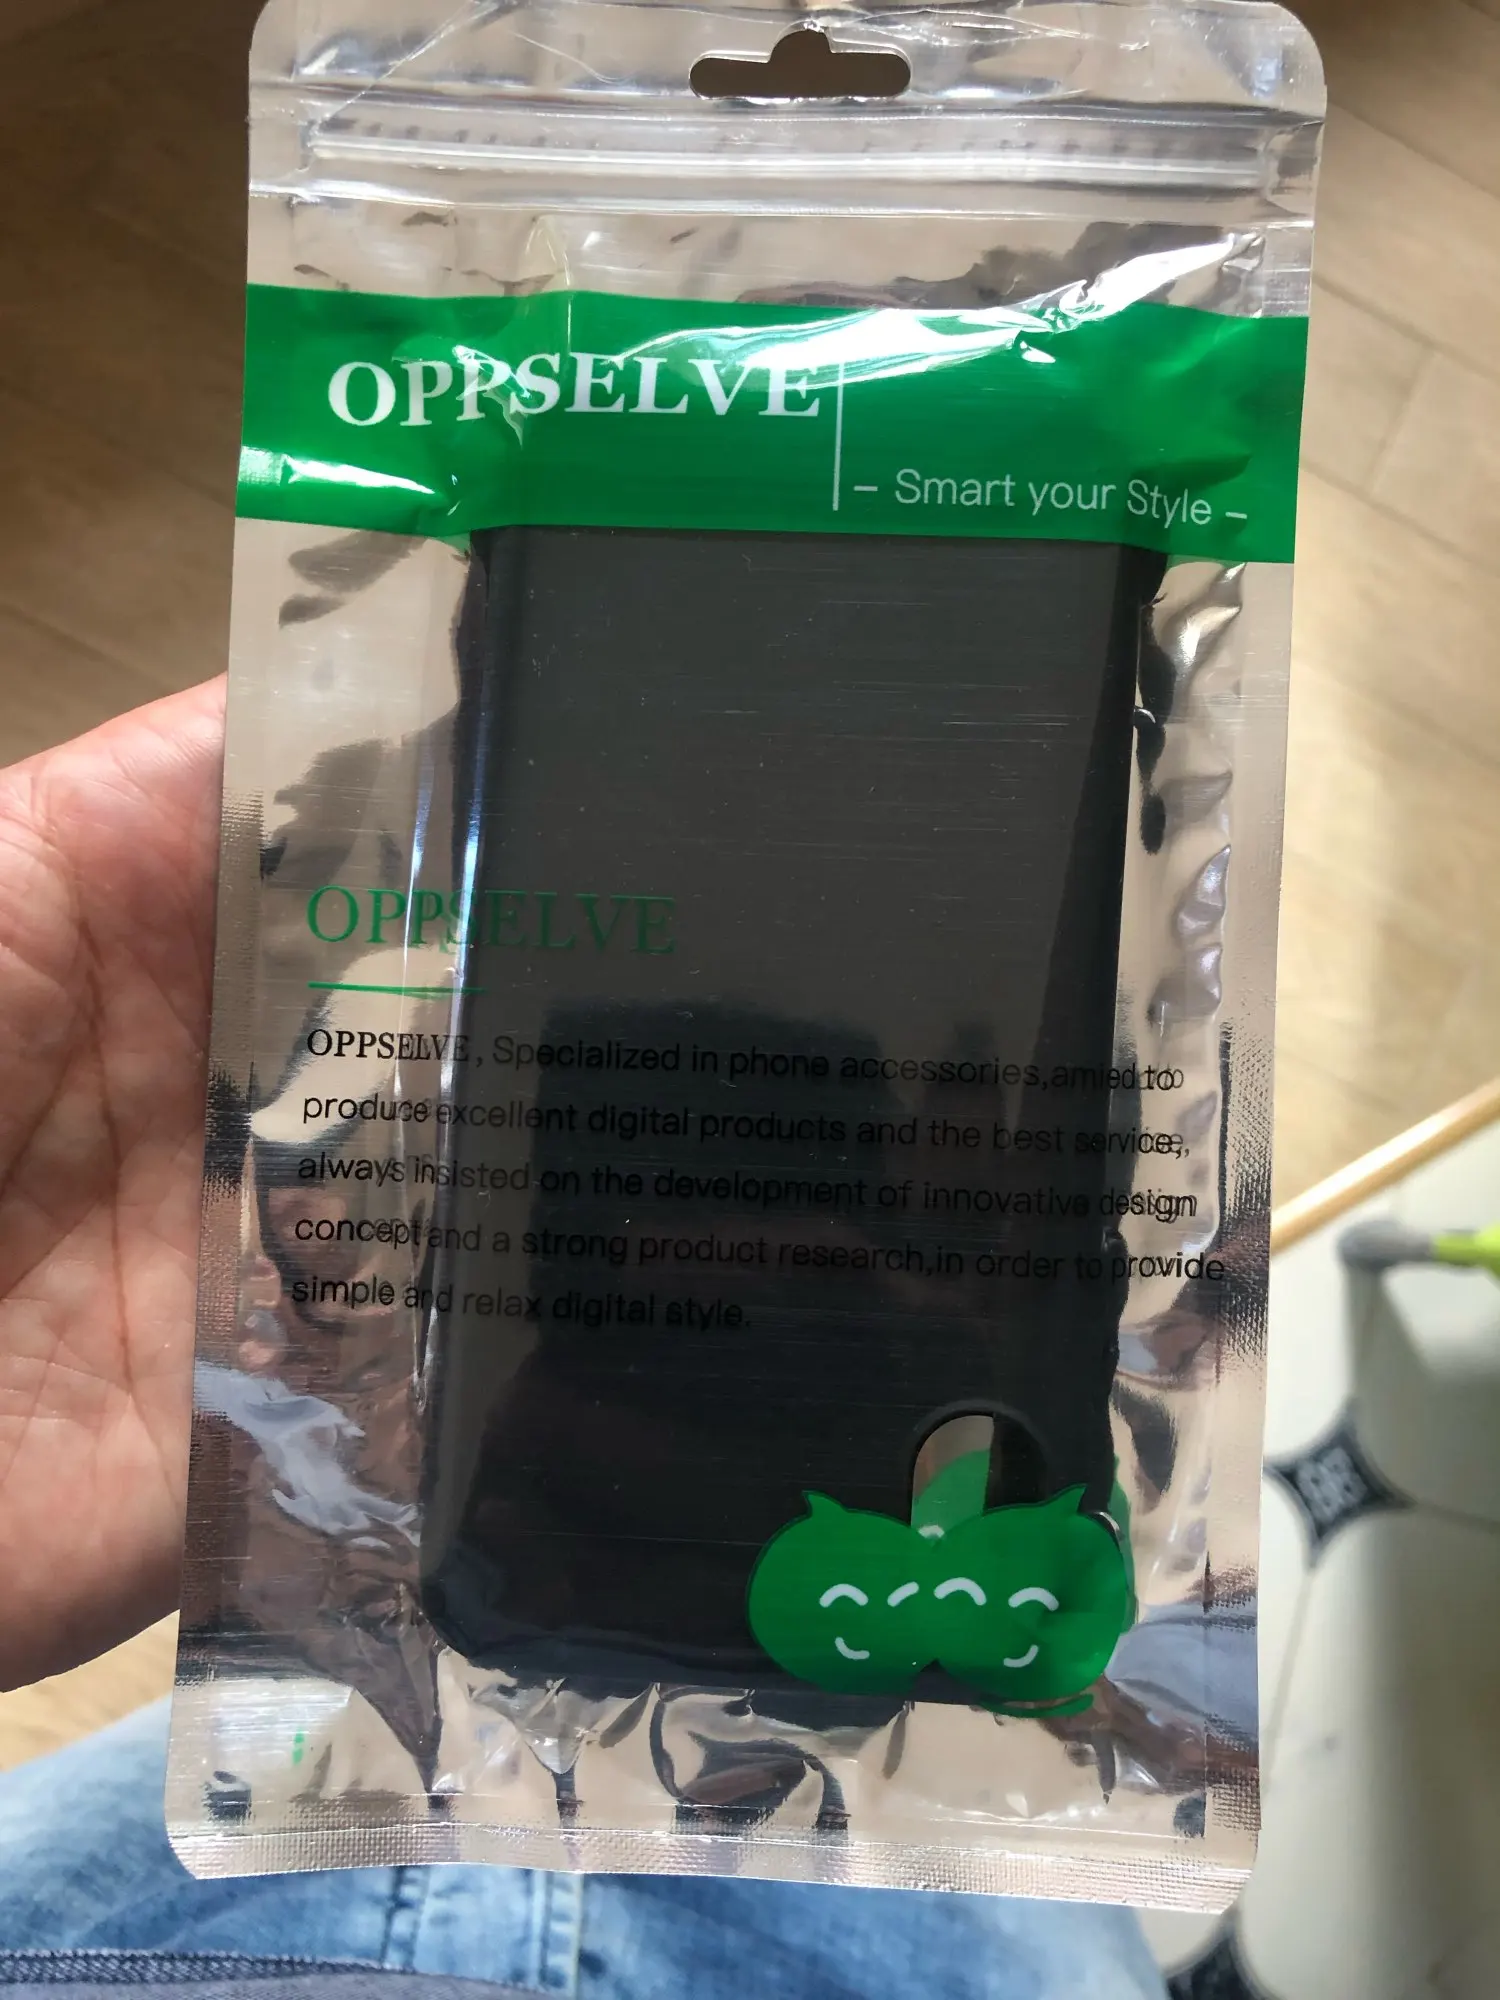 OPPSELVE
- Smart your Style -
OPPSELVE
OPPSELVE, Specialized in phone accessories,amied to
produce excellent digital products and the best service,
always insisted on the development of innovative design
concept and a strong product research,in order to provide
simple and relax digital style.